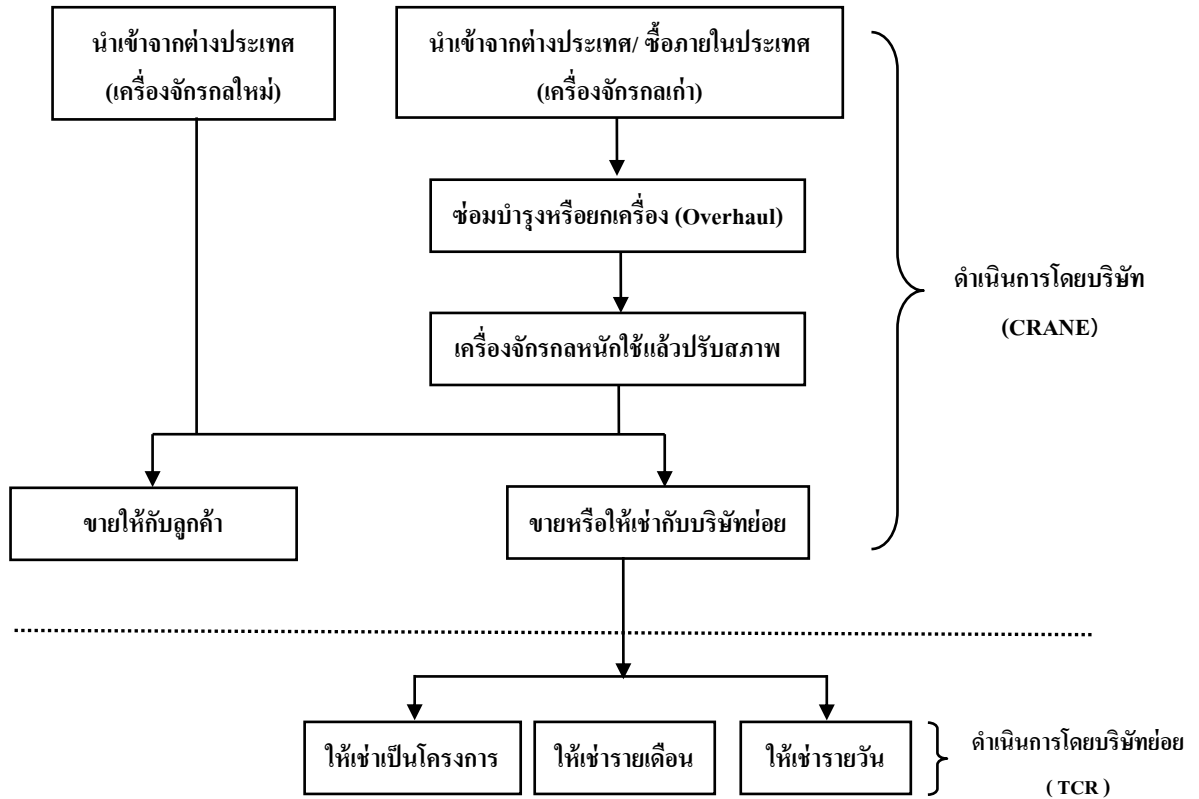 นำเข้าจากต่างประเทศ
(เครื่องจักรกลใหม่)
นำเข้าจากต่างประเทศ/ ซื้อภายในประเทศ
(เครื่องจักรกลเก่า)
ซ่อมบำรุงหรือยกเครื่อง (Overhaul)
เครื่องจักรกลหนักใช้แล้วปรับสภาพ
ดำเนินการโดยบริษัท
(CRANE)
ขายให้กับลูกค้า
ขายหรือให้เช่ากับบริษัทย่อย
ให้เช่าเป็นโครงการ
ให้เช่ารายเดือน
ให้เช่ารายวัน
ดำเนินการโดยบริษัทย่อย
( TCR )